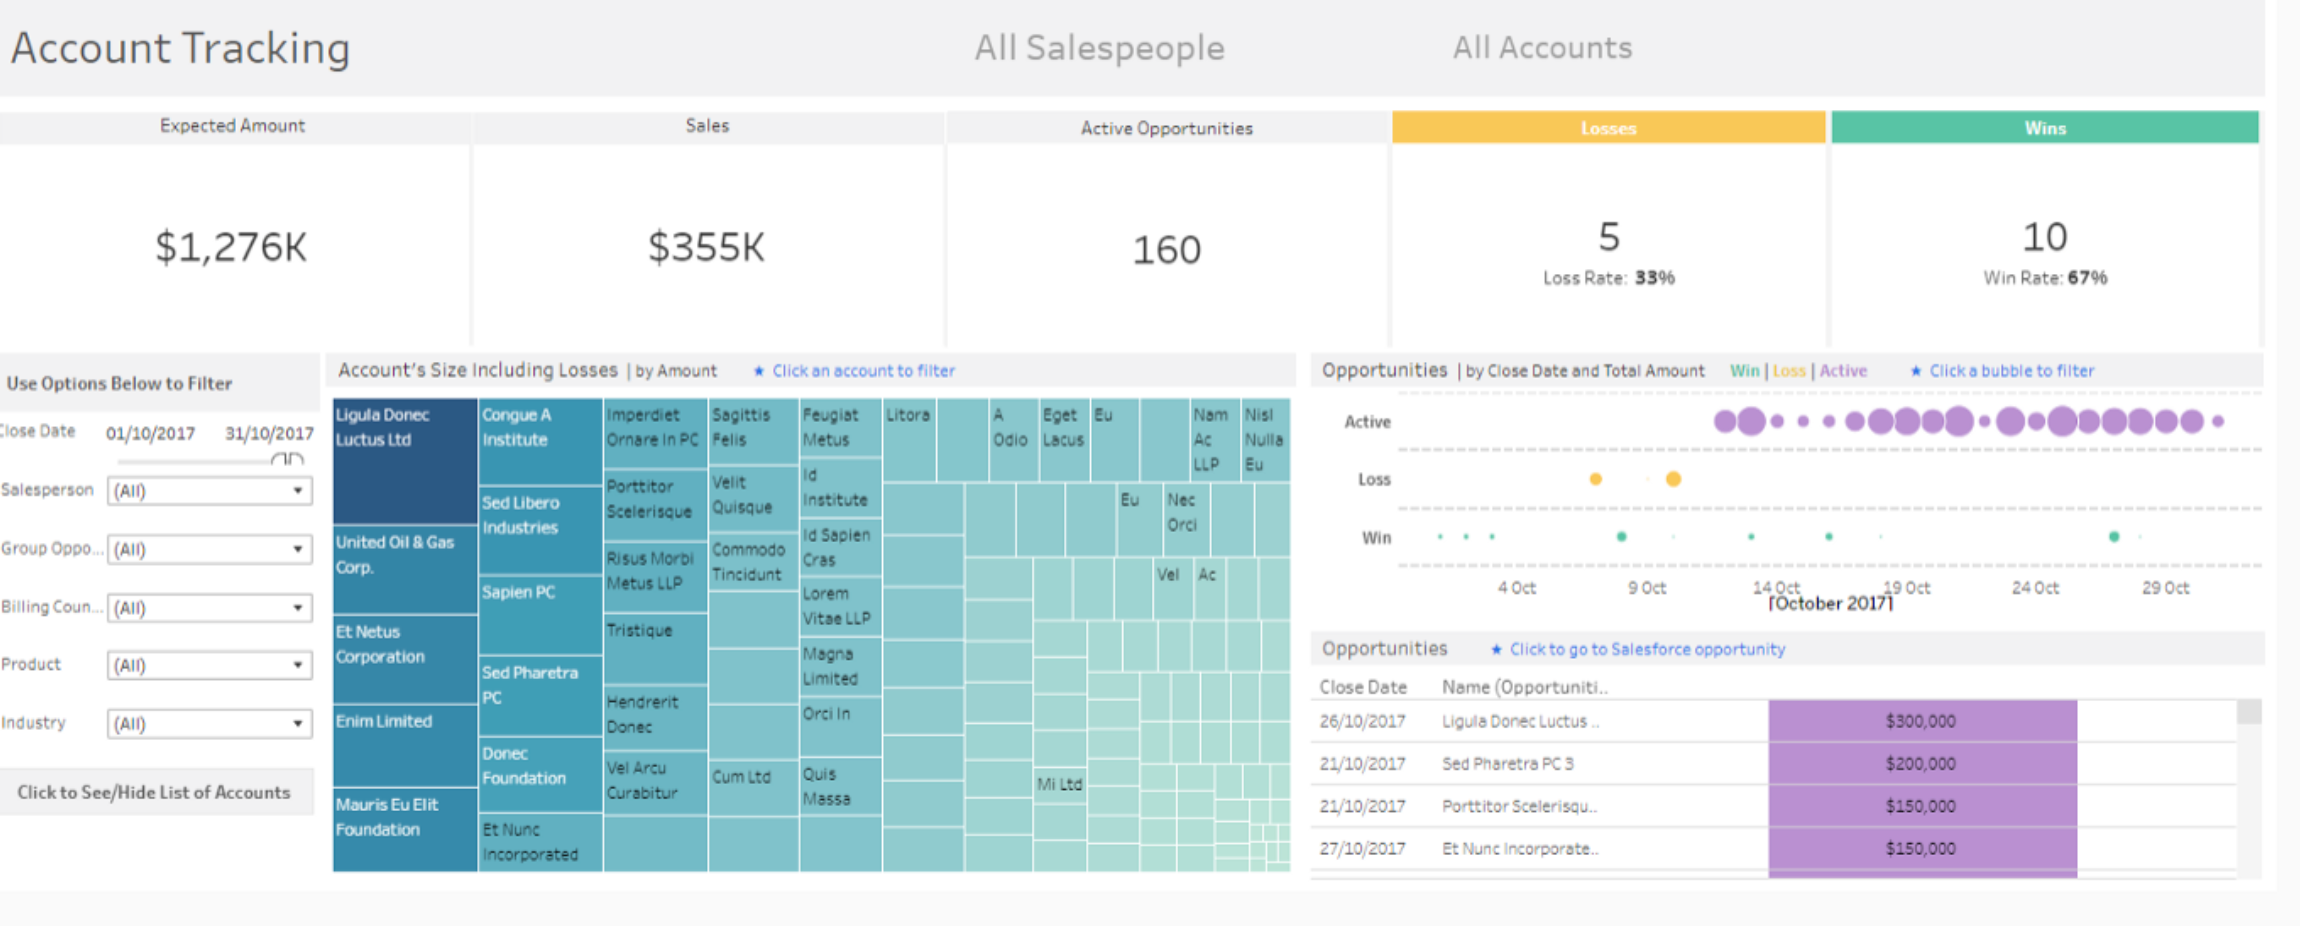 Account Tracking
All Salespeople
All Accounts
Expected Amount
Sales
Active Opportunities
Losses
Wins
$1,276K
$355K
160
5
Loss Rate: 33%
10
Win Rate: 67%
Use Options Below to Filter
Close Date 01/10/2017 31/10/2017
Salesperson (All)
Group Oppo... (All)
Billing Coun... (All)
Product (All)
Industry (All)
Click to See/Hide List of Accounts
Account's Size Including Losses | by Amount ★ Click an account to filter
Ligula Donec
Luctus Ltd
United Oil & Gas
Corp.
Et Netus
Corporation
Enim Limited
Mauris Eu Elit
Foundation
Congue A
Institute
Sed Libero
Industries
Sapien PC
Sed Pharetra
PC
Donec
Foundation
Et Nunc
Incorporated
Imperdiet
Ornare In PC
Porttitor
Scelerisque
Risus Morbi
Metus LLP
Tristique
Hendrerit
Donec
Vel Arcu
Curabitur
Sagittis
Felis
Velit
Quisque
Commodo
Tincidunt
Cum Ltd
Feugiat
Metus
Id
Institute
Id Sapien
Cras
Lorem
Vitae LLP
Magna
Limited
Orci In
Quis
Massa
Litora
A
Odio
Eget
Lacus
Eu
Nam
Ac
LLP
Nisl
Nulla
Eu
Eu
Nec
Orci
Vel
Ac
Mi Ltd
Opportunities | by Close Date and Total Amount Win | Loss | Active ★ Click a bubble to filter
Active
Loss
Win
4 Oct
9 Oct
14 Oct
19 Oct
24 Oct
29 Oct
[October 2017]
Opportunities ★ Click to go to Salesforce opportunity
Close Date Name (Opportuniti..
26/10/2017 Ligula Donec Luctus .. $300,000
21/10/2017 Sed Pharetra PC 3 $200,000
21/10/2017 Porttitor Scelerisqu.. $150,000
27/10/2017 Et Nunc Incorporate.. $150,000